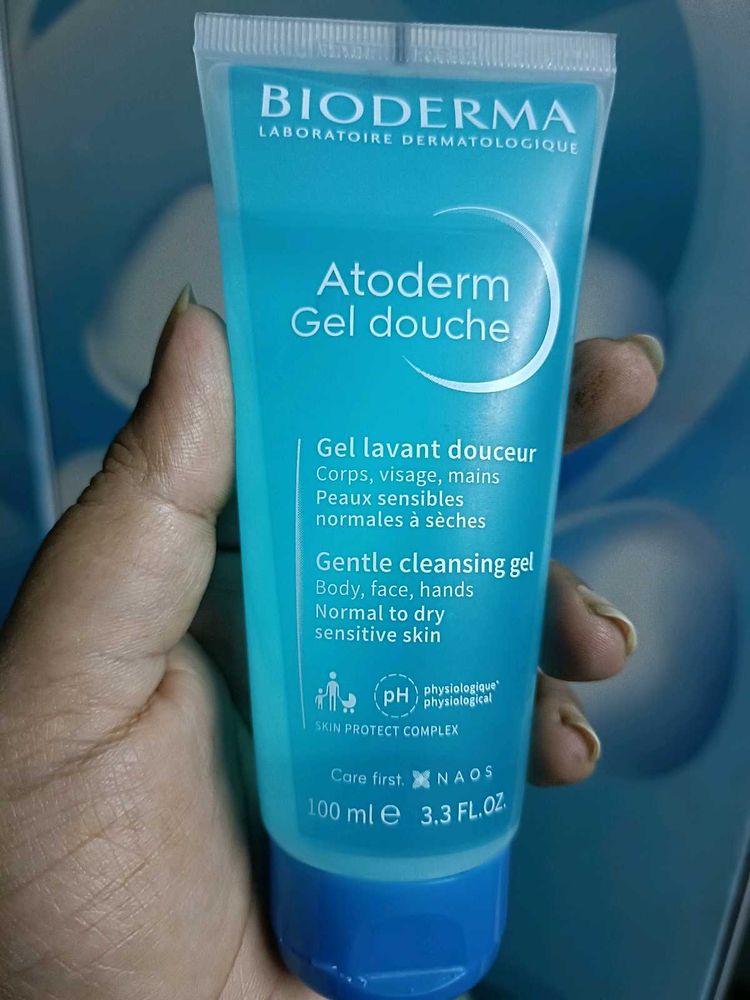 BIODERMA
LABORATOIRE DERMATOLOGIQUE
Atoderm
Gel douche
Gel lavant douceur
Corps, visage, mains
Peaux sensibles
normales à sèches
Gentle cleansing gel
Body, face, hands
Normal to dry
sensitive skin
pH physiologique*
physiological
SKIN PROTECT COMPLEX
Care first. NAOS
100 ml e 3.3 FL.OZ.